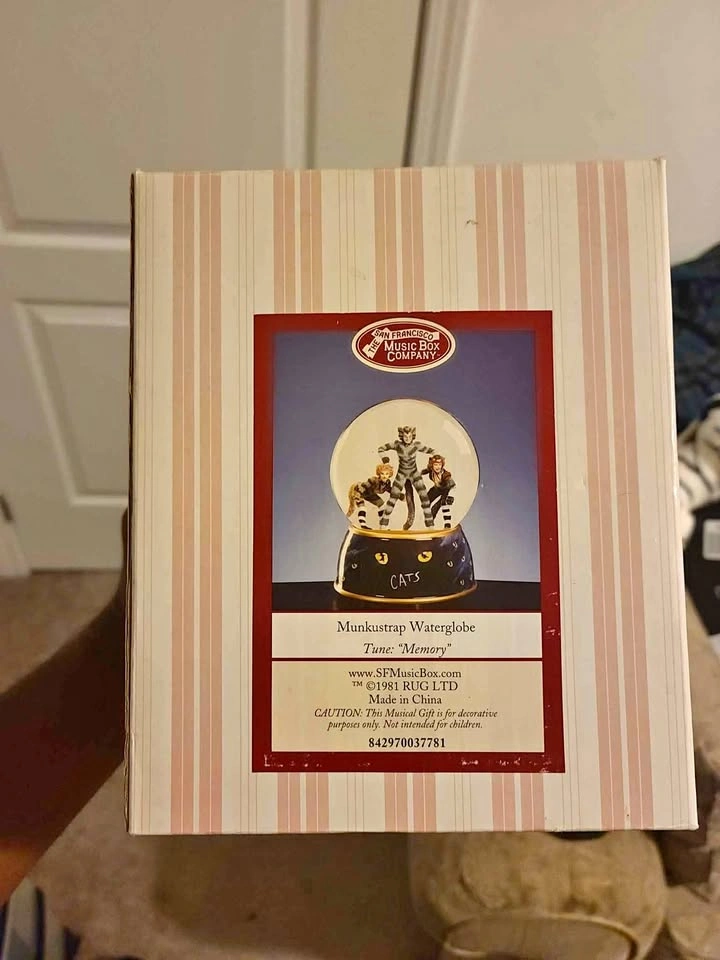 THE SAN FRANCISCO
MUSIC BOX
COMPANY™
CATS
Munkustrap Waterglobe
Tune: "Memory"
www.SFMusicBox.com
™ ©1981 RUG LTD
Made in China
CAUTION: This Musical Gift is for decorative
purposes only. Not intended for children.
842970037781